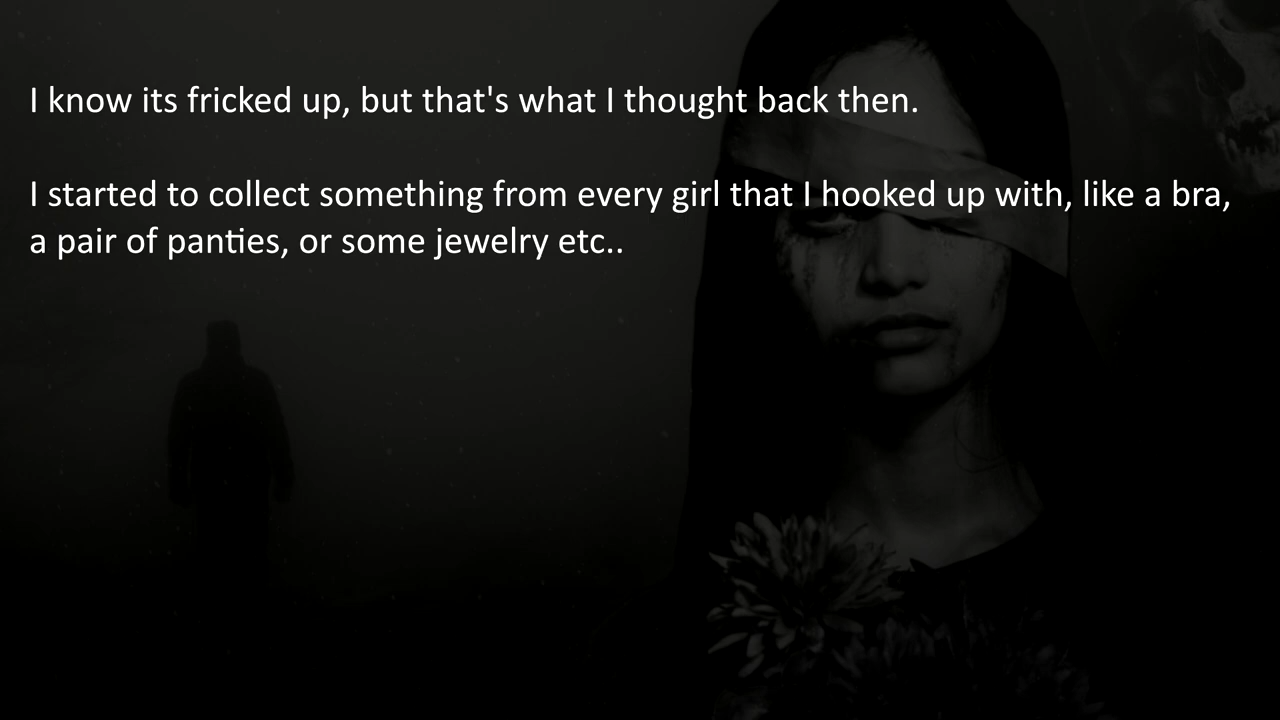 I know its fricked up, but that's what I thought back then.
I started to collect something from every girl that I hooked up with, like a bra,
a pair of panties, or some jewelry etc..